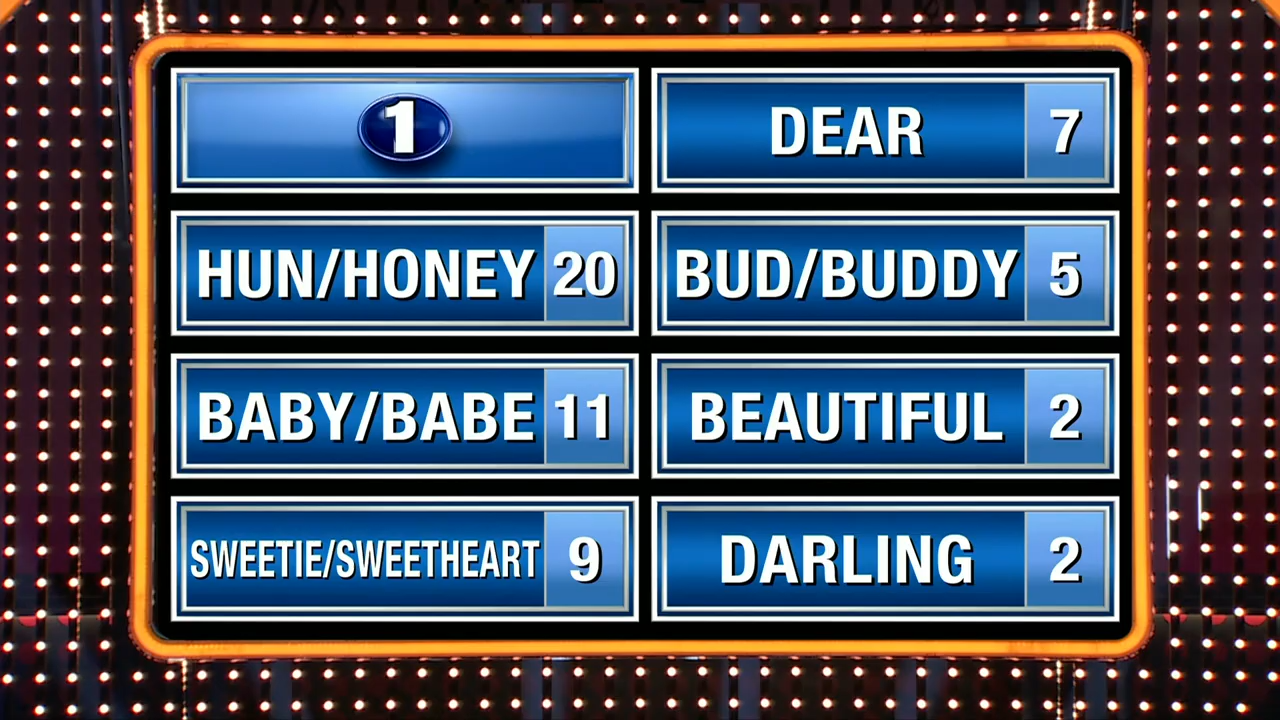 1
HUN/HONEY 20
BABY/BABE 11
SWEETIE/SWEETHEART 9
DEAR 7
BUD/BUDDY 5
BEAUTIFUL 2
DARLING 2